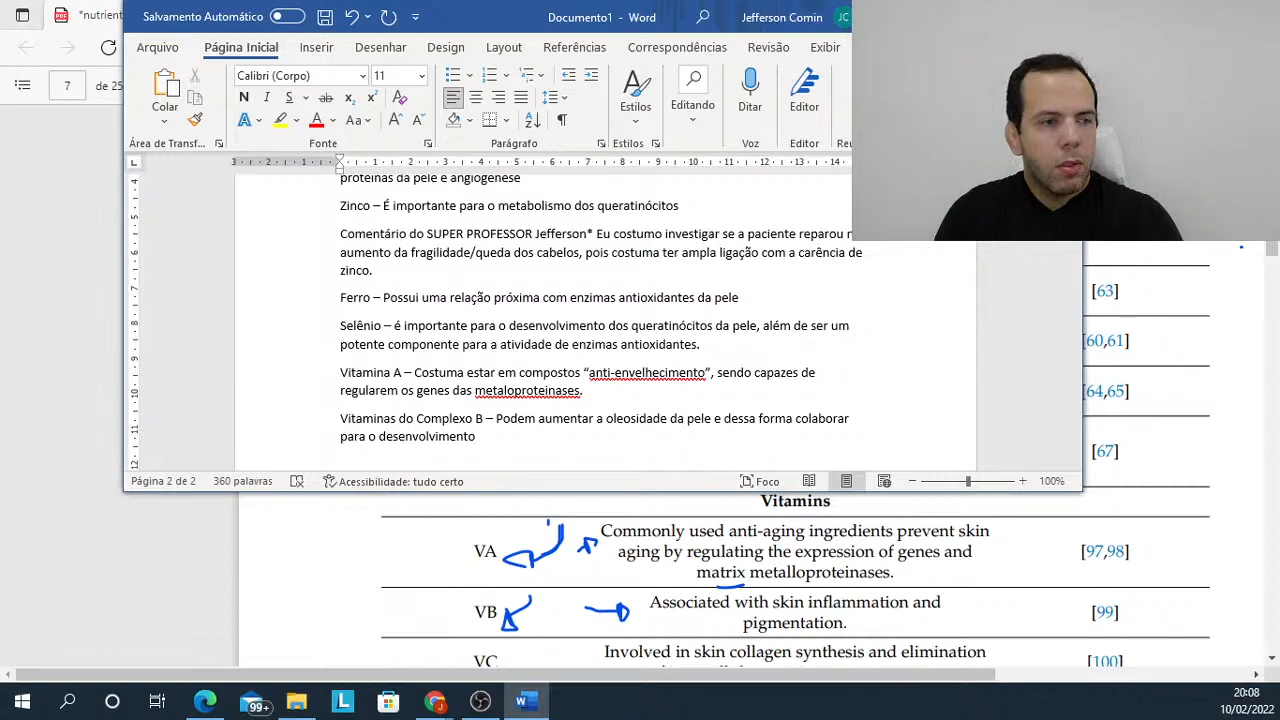 *nutrient
Salvamento Automático
Documento1 - Word
Jefferson Comin
JC
Arquivo Página Inicial Inserir Desenhar Design Layout Referências Correspondências Revisão Exibir
7 de 25
Calibri (Corpo) 11
Colar
Estilos
Editando
Ditar
Editor
Área de Transf... Fonte Parágrafo Estilos Voz Editor
proteínas da pele e angiogênese
Zinco – É importante para o metabolismo dos queratinócitos
Comentário do SUPER PROFESSOR Jefferson* Eu costumo investigar se a paciente reparou
aumento da fragilidade/queda dos cabelos, pois costuma ter ampla ligação com a carência de
zinco.
Ferro – Possui uma relação próxima com enzimas antioxidantes da pele
Selênio – é importante para o desenvolvimento dos queratinócitos da pele, além de ser um
potente componente para a atividade de enzimas antioxidantes.
Vitamina A – Costuma estar em compostos “anti-envelhecimento”, sendo capazes de
regularem os genes das metaloproteinases.
Vitaminas do Complexo B – Podem aumentar a oleosidade da pele e dessa forma colaborar
para o desenvolvimento
[63]
[60,61]
[64,65]
[67]
Página 2 de 2 360 palavras Acessibilidade: tudo certo Foco 100%
Vitamins
VA Commonly used anti-aging ingredients prevent skin
aging by regulating the expression of genes and
matrix metalloproteinases. [97,98]
VB Associated with skin inflammation and
pigmentation. [99]
VC Involved in skin collagen synthesis and elimination [100]
99+
20:08
10/02/2022